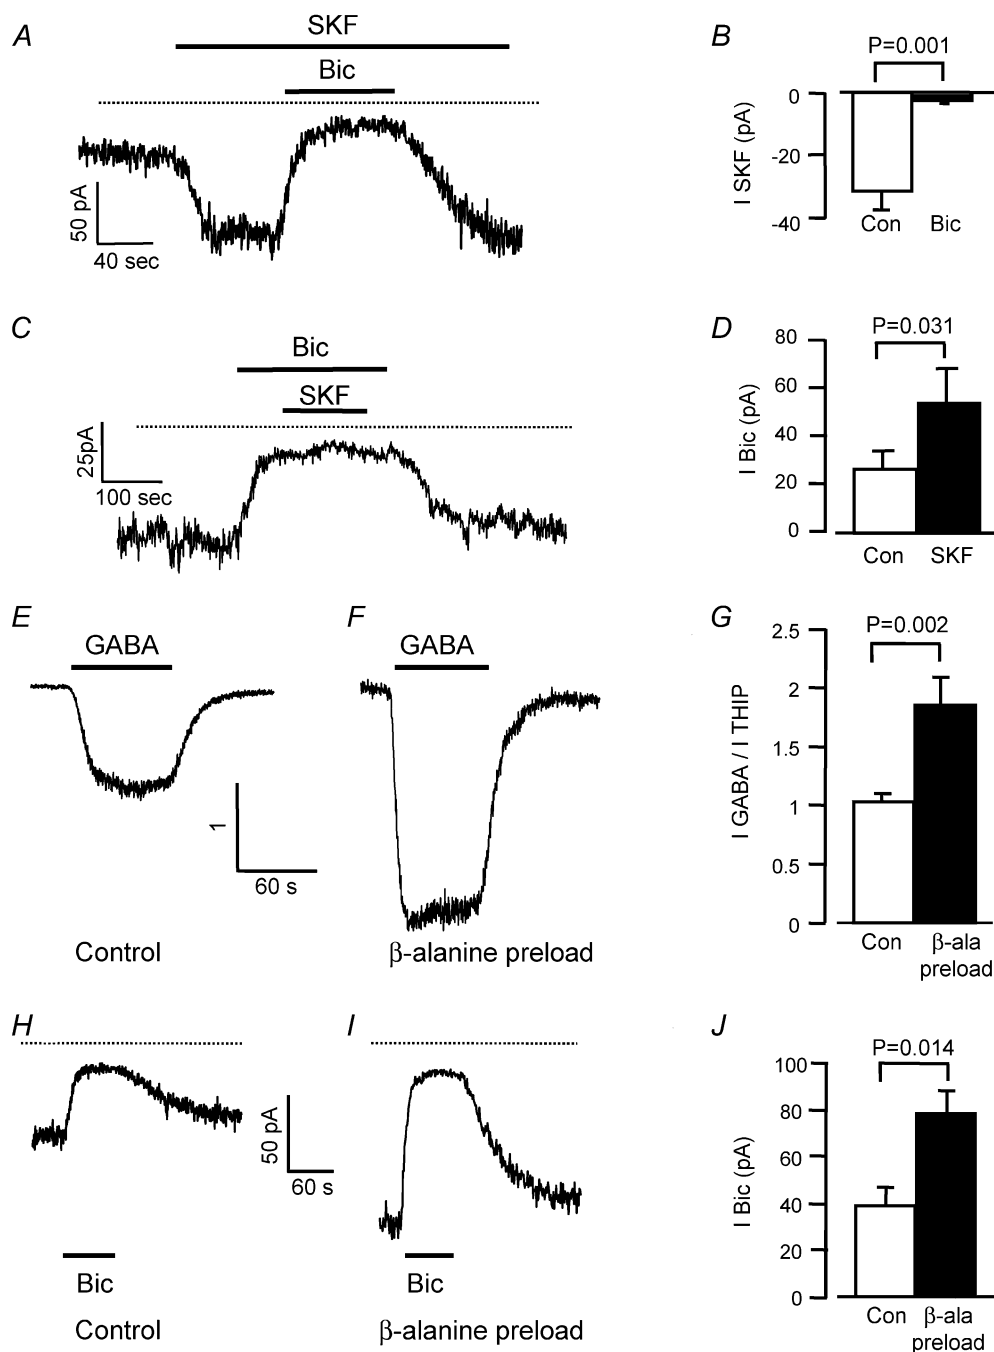 A
SKF
Bic
50 pA
40 sec
B
P=0.001
I SKF (pA)
0
-20
-40
Con
Bic
C
Bic
SKF
25pA
100 sec
D
P=0.031
I Bic (pA)
80
60
40
20
0
Con
SKF
E
GABA
1
60 s
Control
F
GABA
β-alanine preload
G
P=0.002
I GABA / I THIP
2.5
2
1.5
1
0.5
0
Con
β-ala
preload
H
50 pA
60 s
Bic
Control
I
Bic
β-alanine preload
J
P=0.014
I Bic (pA)
100
80
60
40
20
0
Con
β-ala
preload